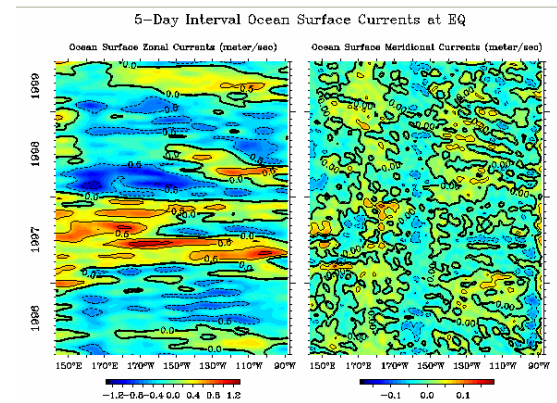 5-Day Interval Ocean Surface Currents at EQ
Ocean Surface Zonal Currents (meter/sec)
Ocean Surface Meridional Currents (meter/sec)
1999
1998
1997
1996
150°E 170°E 170°W 150°W 130°W 110°W 90°W
150°E 170°E 170°W 150°W 130°W 110°W 90°W
-1.2 -0.8 -0.4 0.0 0.4 0.8 1.2
-0.1 0.0 0.1